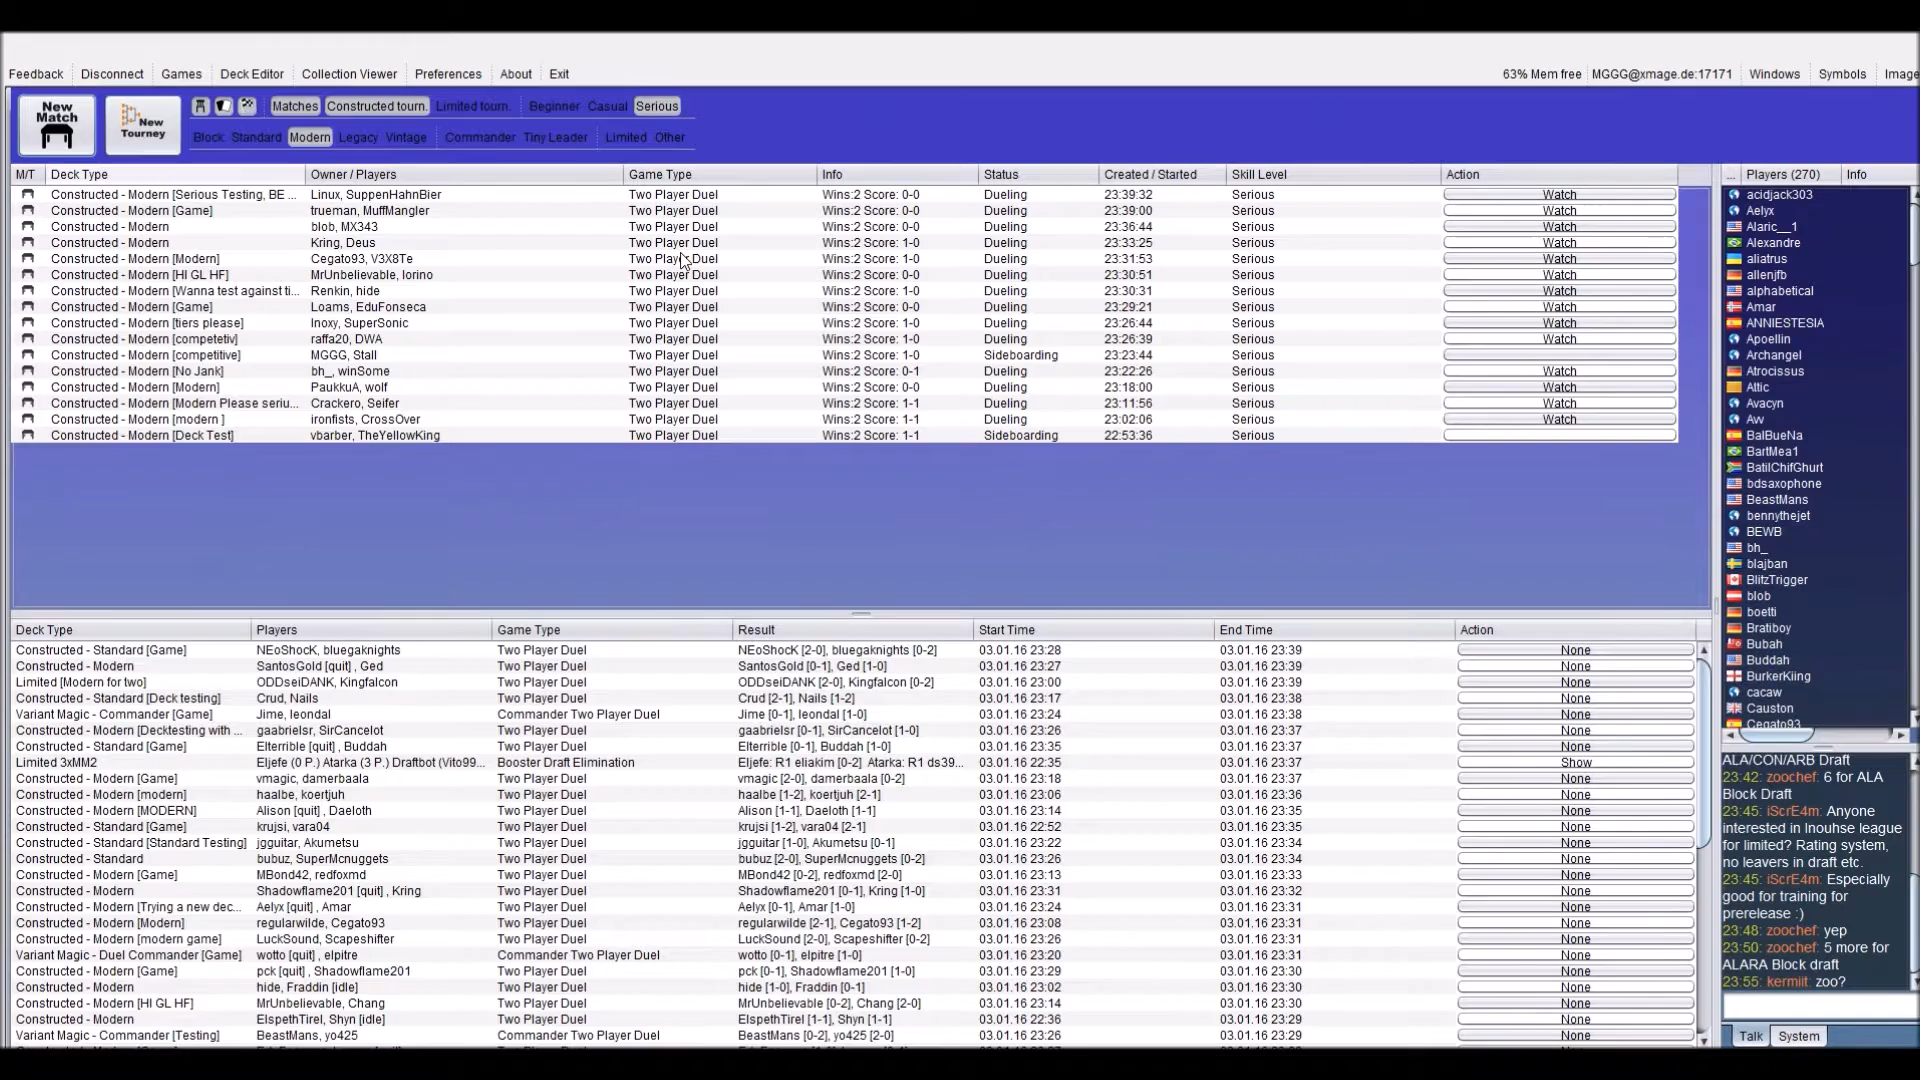 Feedback Disconnect Games Deck Editor Collection Viewer Preferences About Exit 63% Mem free MGGG@xmage.de:17171 Windows Symbols Image
New Match
New Tourney
Matches Constructed tourn. Limited tourn. Beginner Casual Serious
Block Standard Modern Legacy Vintage Commander Tiny Leader Limited Other
M/T Deck Type Owner / Players Game Type Info Status Created / Started Skill Level Action
Constructed - Modern [Serious Testing, BE ... Linux, SuppenHahnBier Two Player Duel Wins:2 Score: 0-0 Dueling 23:39:32 Serious Watch
Constructed - Modern [Game] trueman, MuffMangler Two Player Duel Wins:2 Score: 0-0 Dueling 23:39:00 Serious Watch
Constructed - Modern blob, MX343 Two Player Duel Wins:2 Score: 0-0 Dueling 23:36:44 Serious Watch
Constructed - Modern Kring, Deus Two Player Duel Wins:2 Score: 1-0 Dueling 23:33:25 Serious Watch
Constructed - Modern [Modern] Cegato93, V3X8Te Two Player Duel Wins:2 Score: 1-0 Dueling 23:31:53 Serious Watch
Constructed - Modern [HI GL HF] MrUnbelievable, Iorino Two Player Duel Wins:2 Score: 0-0 Dueling 23:30:51 Serious Watch
Constructed - Modern [Wanna test against ti... Renkin, hide Two Player Duel Wins:2 Score: 1-0 Dueling 23:30:31 Serious Watch
Constructed - Modern [Game] Loams, EduFonseca Two Player Duel Wins:2 Score: 0-0 Dueling 23:29:21 Serious Watch
Constructed - Modern [tiers please] Inoxy, SuperSonic Two Player Duel Wins:2 Score: 1-0 Dueling 23:26:44 Serious Watch
Constructed - Modern [competetiv] raffa20, DWA Two Player Duel Wins:2 Score: 1-0 Dueling 23:26:39 Serious Watch
Constructed - Modern [competitive] MGGG, Stall Two Player Duel Wins:2 Score: 1-0 Sideboarding 23:23:44 Serious
Constructed - Modern [No Jank] bh_, winSome Two Player Duel Wins:2 Score: 0-1 Dueling 23:22:26 Serious Watch
Constructed - Modern [Modern] PaukkuA, wolf Two Player Duel Wins:2 Score: 0-0 Dueling 23:18:00 Serious Watch
Constructed - Modern [Modern Please seriu... Crackero, Seifer Two Player Duel Wins:2 Score: 1-1 Dueling 23:11:56 Serious Watch
Constructed - Modern [modern ] ironfists, CrossOver Two Player Duel Wins:2 Score: 1-1 Dueling 23:02:06 Serious Watch
Constructed - Modern [Deck Test] vbarber, TheYellowKing Two Player Duel Wins:2 Score: 1-1 Sideboarding 22:53:36 Serious
Deck Type Players Game Type Result Start Time End Time Action
Constructed - Standard [Game] NEoShocK, bluegaknights Two Player Duel NEoShocK [2-0], bluegaknights [0-2] 03.01.16 23:28 03.01.16 23:39 None
Constructed - Modern SantosGold [quit] , Ged Two Player Duel SantosGold [0-1], Ged [1-0] 03.01.16 23:27 03.01.16 23:39 None
Limited [Modern for two] ODDseiDANK, Kingfalcon Two Player Duel ODDseiDANK [2-0], Kingfalcon [0-2] 03.01.16 23:00 03.01.16 23:39 None
Constructed - Standard [Deck testing] Crud, Nails Two Player Duel Crud [2-1], Nails [1-2] 03.01.16 23:17 03.01.16 23:38 None
Variant Magic - Commander [Game] Jime, leondal Commander Two Player Duel Jime [0-1], leondal [1-0] 03.01.16 23:24 03.01.16 23:38 None
Constructed - Modern [Decktesting with ... gaabrielsr, SirCancelot Two Player Duel gaabrielsr [0-1], SirCancelot [1-0] 03.01.16 23:26 03.01.16 23:37 None
Constructed - Standard [Game] Elterrible [quit] , Buddah Two Player Duel Elterrible [0-1], Buddah [1-0] 03.01.16 23:35 03.01.16 23:37 None
Limited 3xMM2 Eljefe (0 P.) Atarka (3 P.) Draftbot (Vito99... Booster Draft Elimination Eljefe: R1 eliakim [0-2] Atarka: R1 ds39... 03.01.16 22:35 03.01.16 23:37 Show
Constructed - Modern [Game] vmagic, damerbaala Two Player Duel vmagic [2-0], damerbaala [0-2] 03.01.16 23:18 03.01.16 23:37 None
Constructed - Modern [modern] haalbe, koertjuh Two Player Duel haalbe [1-2], koertjuh [2-1] 03.01.16 23:06 03.01.16 23:36 None
Constructed - Modern [MODERN] Alison [quit] , Daeloth Two Player Duel Alison [1-1], Daeloth [1-1] 03.01.16 23:14 03.01.16 23:35 None
Constructed - Standard [Game] krujsi, vara04 Two Player Duel krujsi [1-2], vara04 [2-1] 03.01.16 22:52 03.01.16 23:35 None
Constructed - Standard [Standard Testing] jgguitar, Akumetsu Two Player Duel jgguitar [1-0], Akumetsu [0-1] 03.01.16 23:22 03.01.16 23:34 None
Constructed - Standard bubuz, SuperMcnuggets Two Player Duel bubuz [2-0], SuperMcnuggets [0-2] 03.01.16 23:26 03.01.16 23:34 None
Constructed - Modern [Game] MBond42, redfoxmd Two Player Duel MBond42 [0-2], redfoxmd [2-0] 03.01.16 23:13 03.01.16 23:33 None
Constructed - Modern Shadowflame201 [quit] , Kring Two Player Duel Shadowflame201 [0-1], Kring [1-0] 03.01.16 23:31 03.01.16 23:32 None
Constructed - Modern [Trying a new dec... Aelyx [quit] , Amar Two Player Duel Aelyx [0-1], Amar [1-0] 03.01.16 23:24 03.01.16 23:31 None
Constructed - Modern [Modern] regularwilde, Cegato93 Two Player Duel regularwilde [2-1], Cegato93 [1-2] 03.01.16 23:08 03.01.16 23:31 None
Constructed - Modern [modern game] LuckSound, Scapeshifter Two Player Duel LuckSound [2-0], Scapeshifter [0-2] 03.01.16 23:26 03.01.16 23:31 None
Variant Magic - Duel Commander [Game] wotto [quit] , elpitre Commander Two Player Duel wotto [0-1], elpitre [1-0] 03.01.16 23:20 03.01.16 23:31 None
Constructed - Modern [Game] pck [quit] , Shadowflame201 Two Player Duel pck [0-1], Shadowflame201 [1-0] 03.01.16 23:29 03.01.16 23:30 None
Constructed - Modern hide, Fraddin [idle] Two Player Duel hide [1-0], Fraddin [0-1] 03.01.16 23:02 03.01.16 23:30 None
Constructed - Modern [HI GL HF] MrUnbelievable, Chang Two Player Duel MrUnbelievable [0-2], Chang [2-0] 03.01.16 23:14 03.01.16 23:30 None
Constructed - Modern ElspethTirel, Shyn [idle] Two Player Duel ElspethTirel [1-1], Shyn [1-1] 03.01.16 22:36 03.01.16 23:29 None
Variant Magic - Commander [Testing] BeastMans, yo425 Commander Two Player Duel BeastMans [0-2], yo425 [2-0] 03.01.16 23:26 03.01.16 23:29 None
... Players (270) Info
acidjack303
Aelyx
Alaric__1
Alexandre
aliatrus
allenjfb
alphabetical
Amar
ANNIESTESIA
Apoellin
Archangel
Atrocissus
Attic
Avacyn
Avv
BalBueNa
BartMea1
BatilChifGhurt
bdsaxophone
BeastMans
bennythejet
BEWB
bh_
blajban
BlitzTrigger
blob
boetti
Bratiboy
Bubah
Buddah
BurkerKiing
cacaw
Causton
Cegato93
ALA/CON/ARB Draft
23:42: zoochef: 6 for ALA
Block Draft
23:45: iScrE4m: Anyone
interested in Inouhse league
for limited? Rating system,
no leavers in draft etc.
23:45: iScrE4m: Especially
good for training for
prerelease :)
23:48: zoochef: yep
23:50: zoochef: 5 more for
ALARA Block draft
23:55: kermiit: zoo?
Talk System